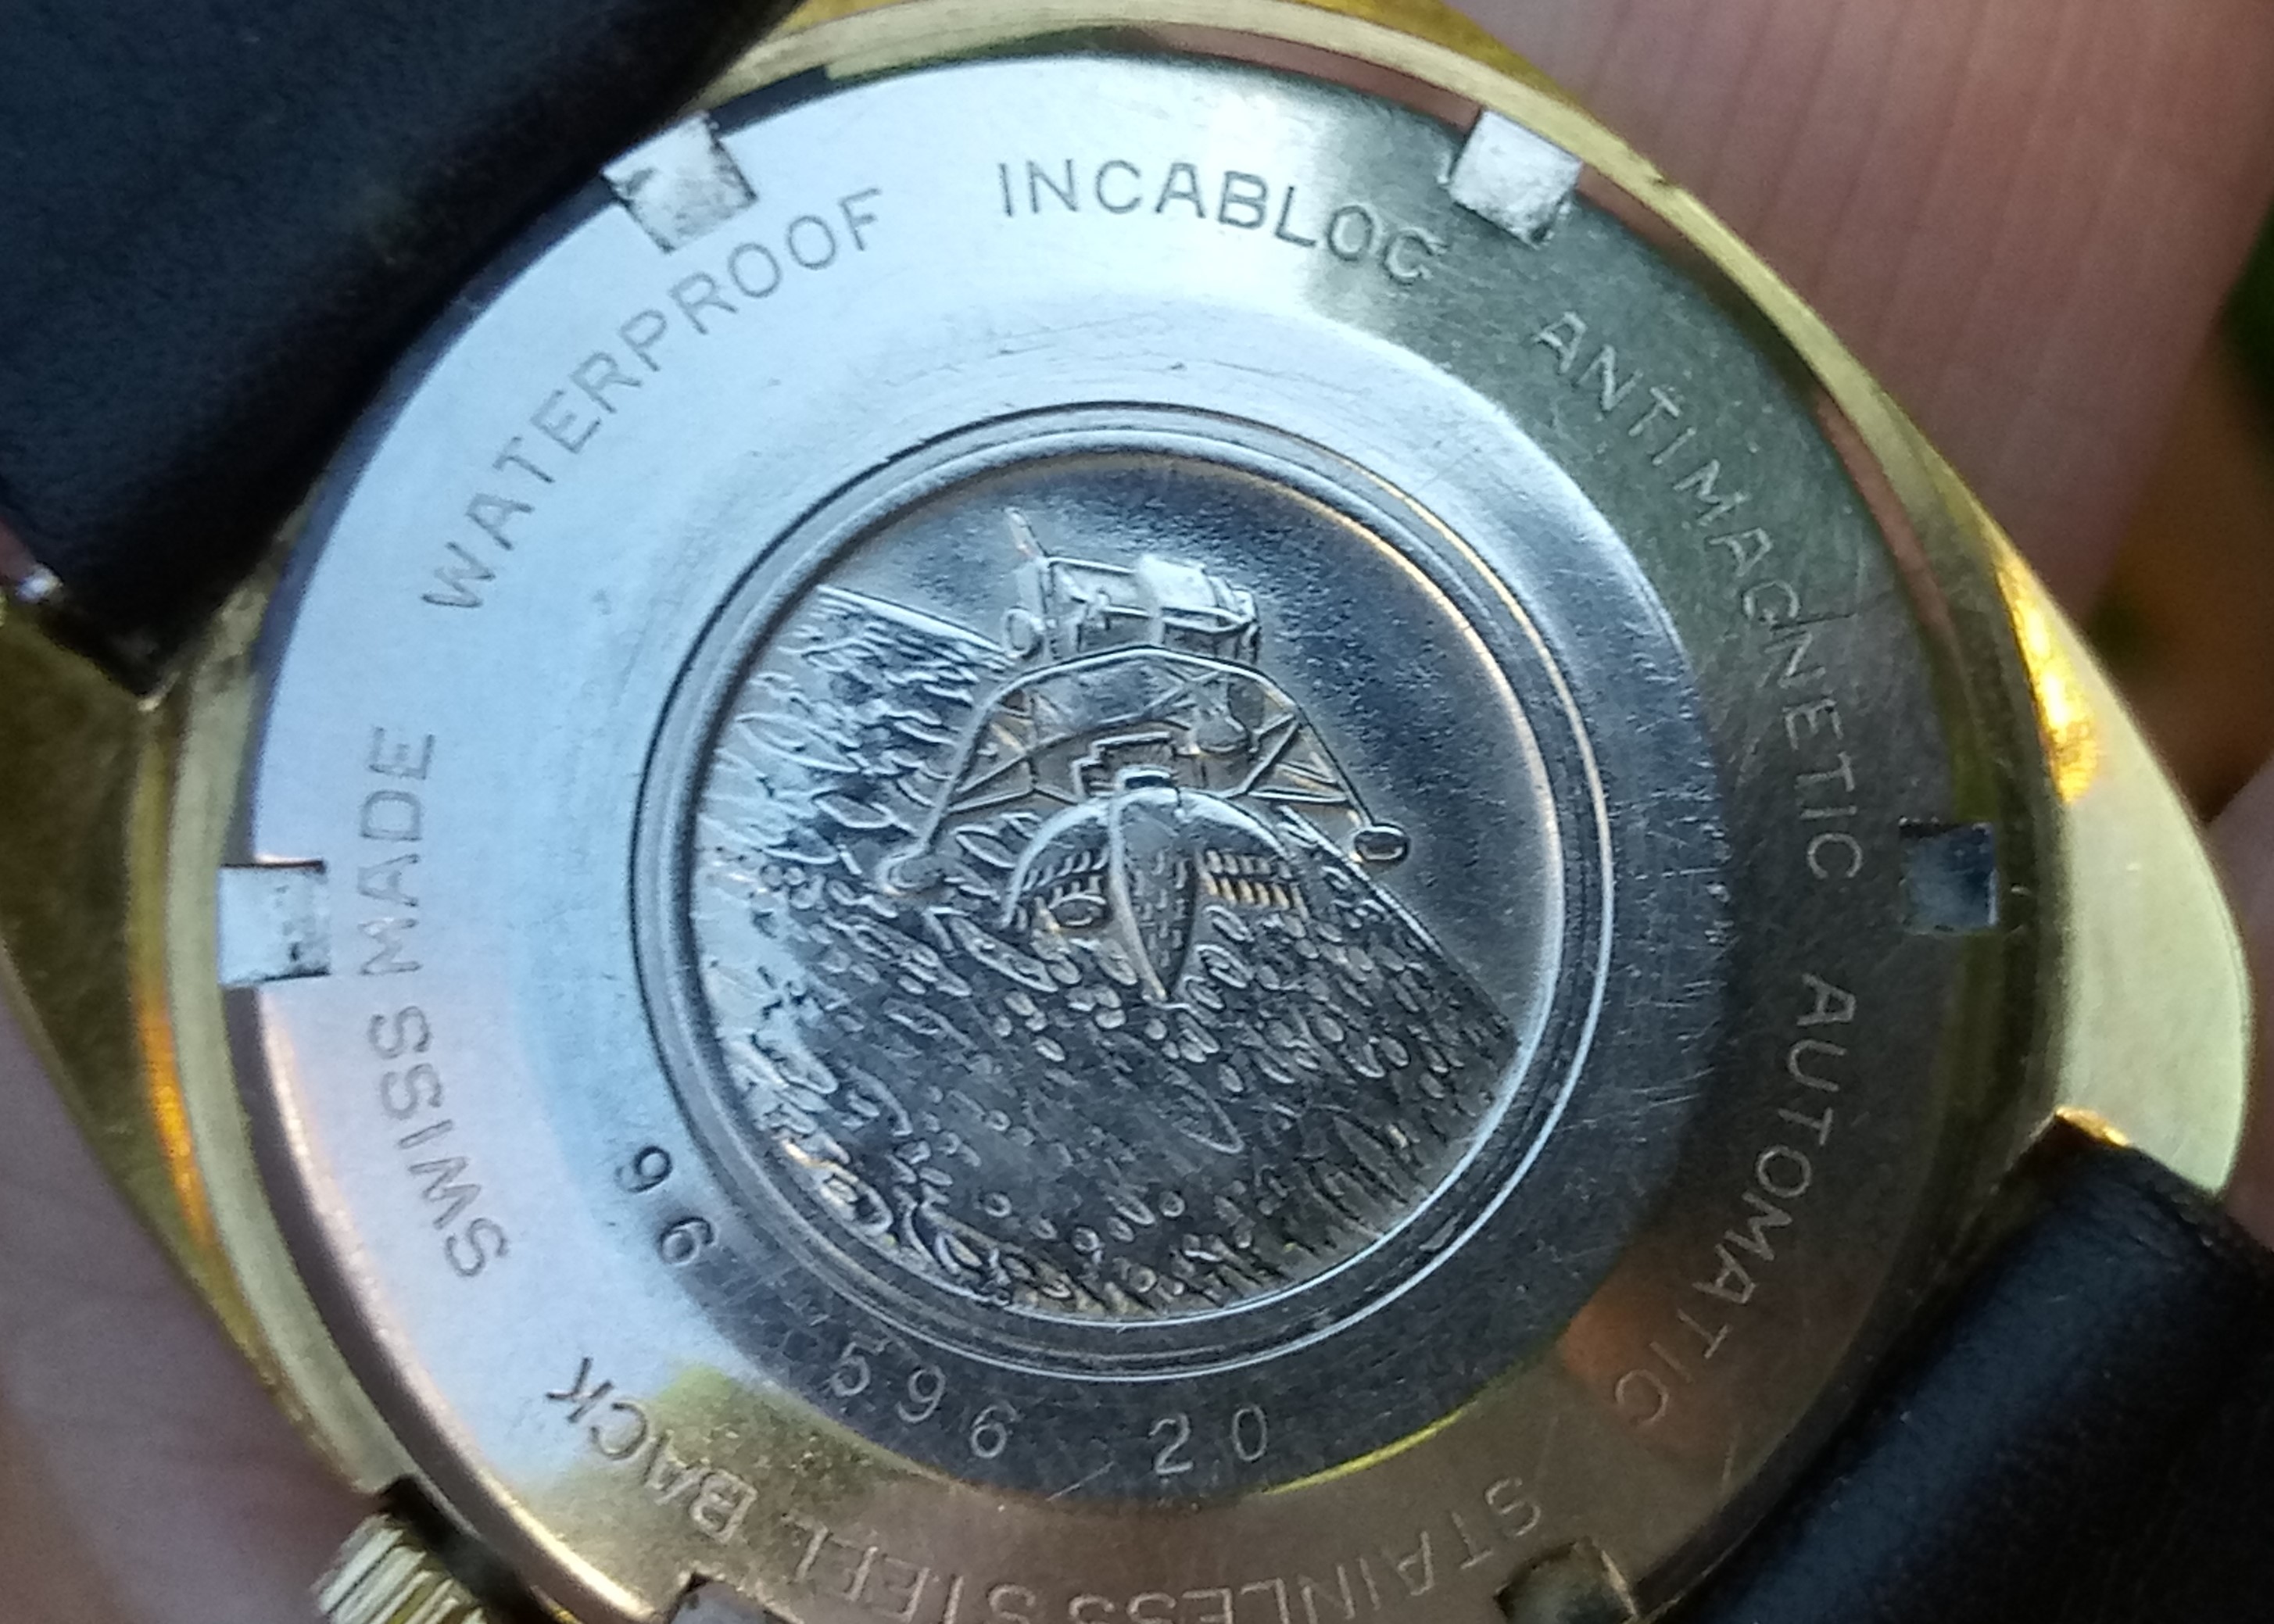 WATERPROOF INCABLOC ANTIMAGNETIC AUTOMATIC STAINLESS STEEL BACK SWISS MADE
96 596 20